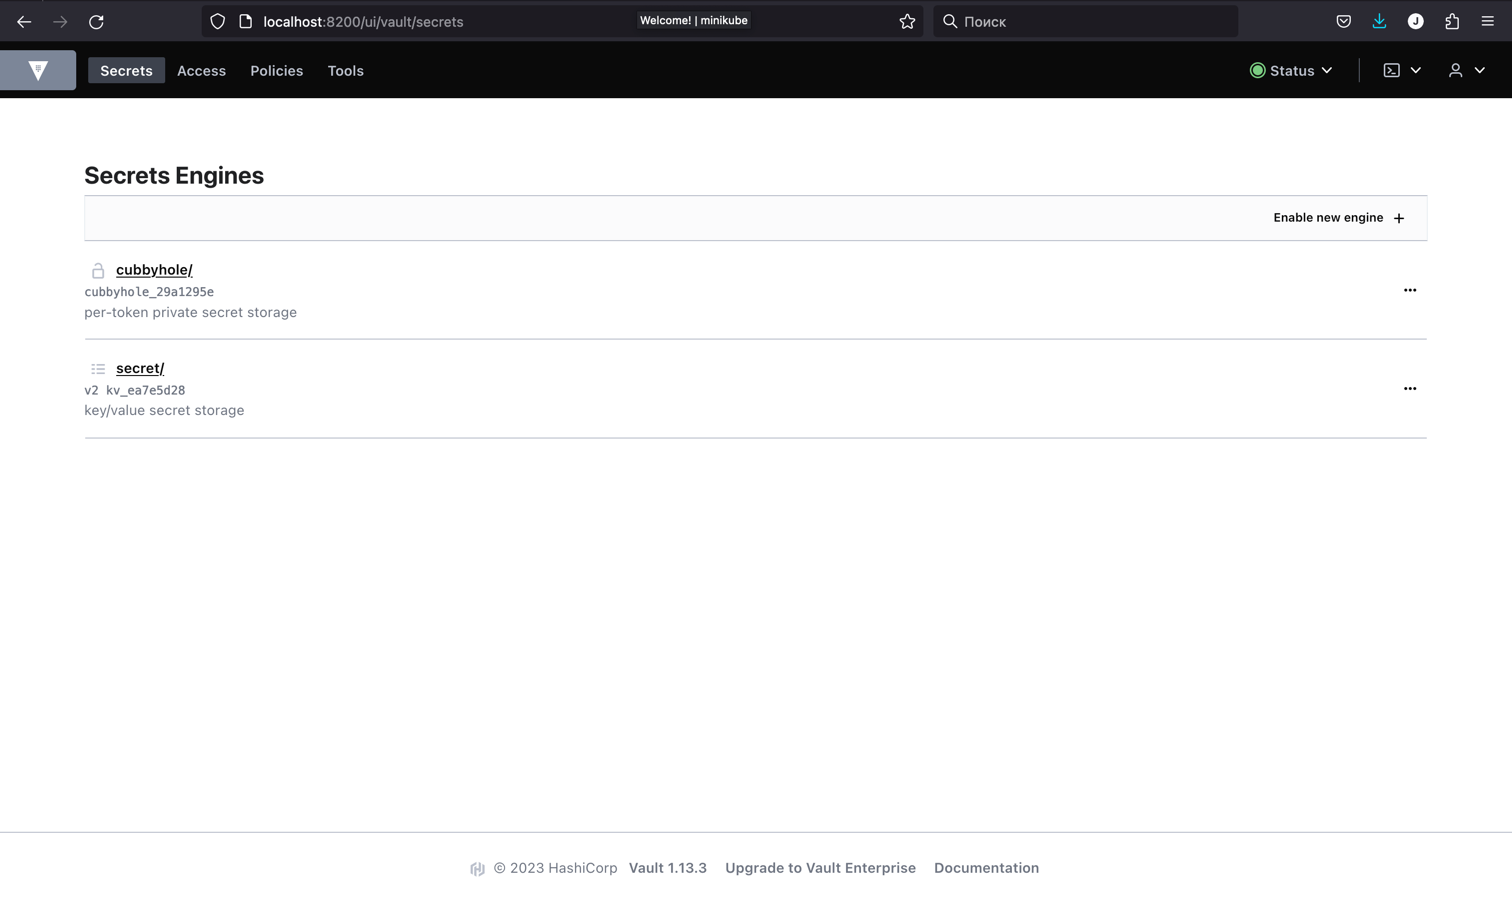 localhost:8200/ui/vault/secrets
Welcome! | minikube
Поиск
J
Secrets Access Policies Tools
Status
Secrets Engines
Enable new engine +
cubbyhole/
cubbyhole_29a1295e
per-token private secret storage
secret/
v2 kv_ea7e5d28
key/value secret storage
© 2023 HashiCorp Vault 1.13.3 Upgrade to Vault Enterprise Documentation